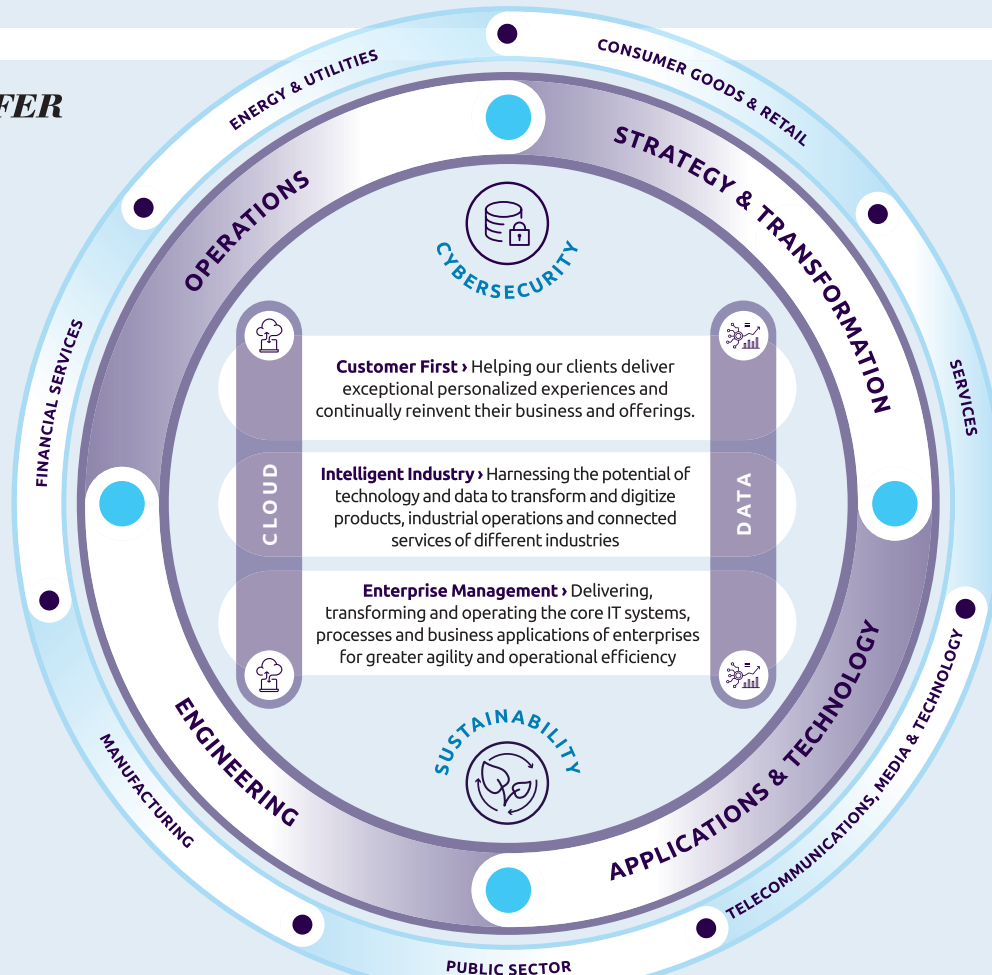 FER
ENERGY & UTILITIES
CONSUMER GOODS & RETAIL
OPERATIONS
STRATEGY & TRANSFORMATION
CYBERSECURITY
FINANCIAL SERVICES
SERVICES
CLOUD
Customer First › Helping our clients deliver
exceptional personalized experiences and
continually reinvent their business and offerings.
Intelligent Industry › Harnessing the potential of
technology and data to transform and digitize
products, industrial operations and connected
services of different industries
Enterprise Management › Delivering,
transforming and operating the core IT systems,
processes and business applications of enterprises
for greater agility and operational efficiency
DATA
SUSTAINABILITY
ENGINEERING
APPLICATIONS & TECHNOLOGY
MANUFACTURING
TELECOMMUNICATIONS, MEDIA & TECHNOLOGY
PUBLIC SECTOR